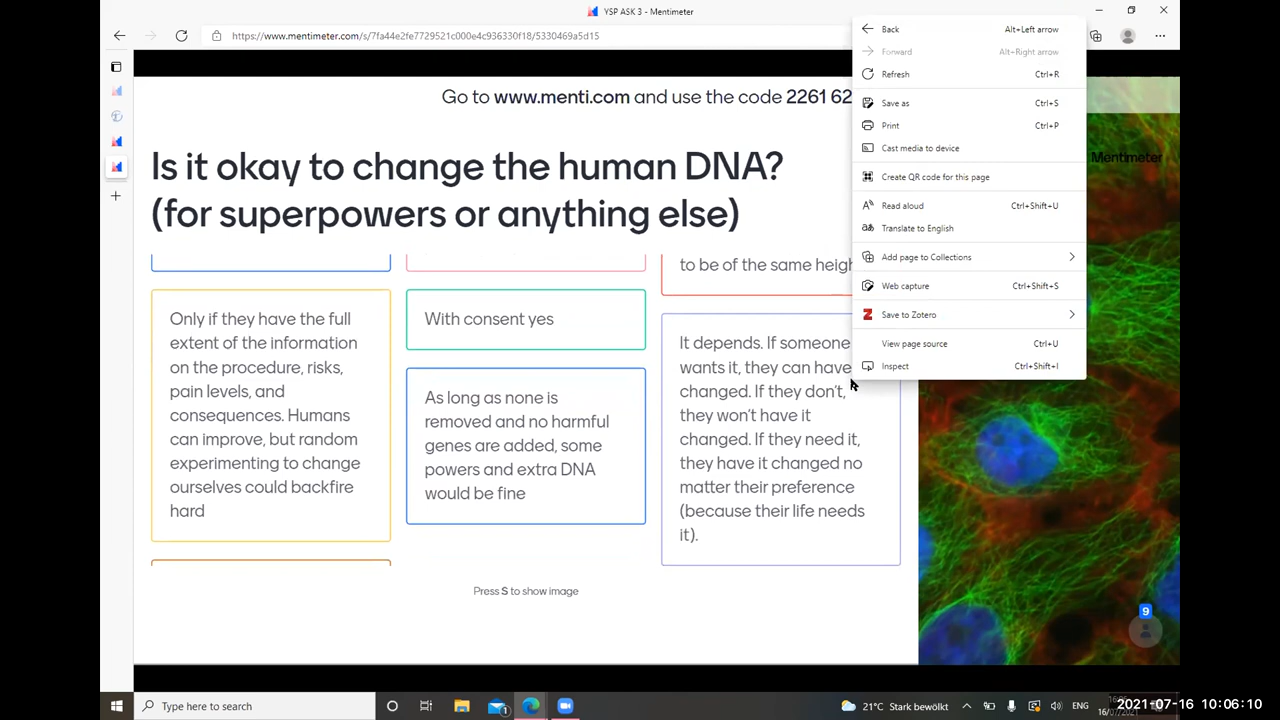 YSP ASK 3 - Mentimeter
https://www.mentimeter.com/s/7fa44e2fe7729521c000e4c936330f18/5330469a5d15
Go to www.menti.com and use the code 2261 62
Mentimeter
Is it okay to change the human DNA?
(for superpowers or anything else)
Only if they have the full
extent of the information
on the procedure, risks,
pain levels, and
consequences. Humans
can improve, but random
experimenting to change
ourselves could backfire
hard
With consent yes
As long as none is
removed and no harmful
genes are added, some
powers and extra DNA
would be fine
to be of the same heigh
It depends. If someone
wants it, they can have
changed. If they don't,
they won't have it
changed. If they need it,
they have it changed no
matter their preference
(because their life needs
it).
Press S to show image
Back Alt+Left arrow
Forward Alt+Right arrow
Refresh Ctrl+R
Save as Ctrl+S
Print Ctrl+P
Cast media to device
Create QR code for this page
Read aloud Ctrl+Shift+U
Translate to English
Add page to Collections
Web capture Ctrl+Shift+S
Save to Zotero
View page source Ctrl+U
Inspect Ctrl+Shift+I
9
Type here to search
1
21°C Stark bewölkt
ENG
2021-07-16 16:06:10